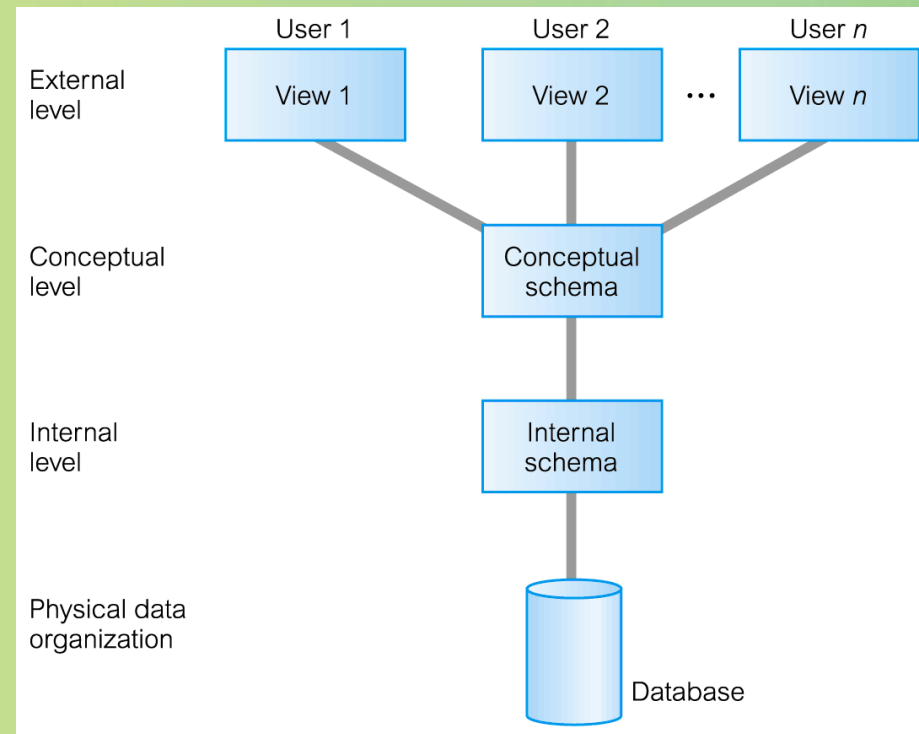 User 1
User 2
User n
External
level
View 1
View 2
...
View n
Conceptual
level
Conceptual
schema
Internal
level
Internal
schema
Physical data
organization
Database